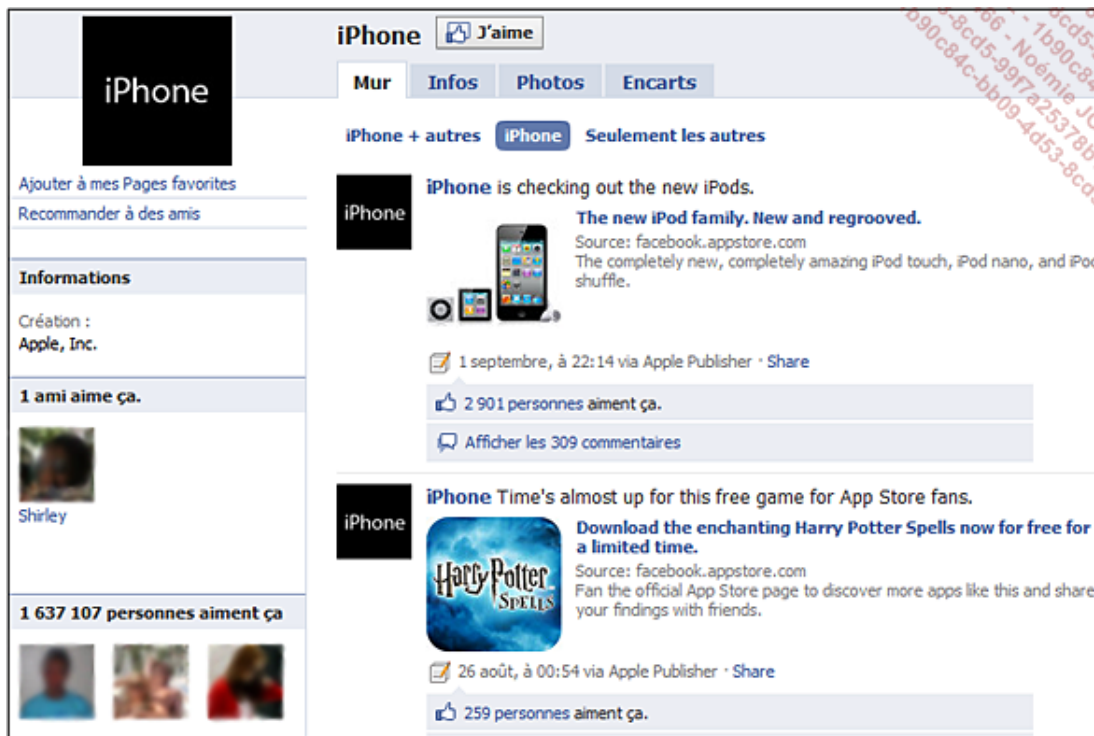 iPhone
Ajouter à mes Pages favorites
Recommander à des amis
Informations
Création :
Apple, Inc.
1 ami aime ça.
Shirley
1 637 107 personnes aiment ça
iPhone J'aime
Mur Infos Photos Encarts
iPhone + autres iPhone Seulement les autres
iPhone
iPhone is checking out the new iPods.
The new iPod family. New and regrooved.
Source: facebook.appstore.com
The completely new, completely amazing iPod touch, iPod nano, and iPod
shuffle.
1 septembre, à 22:14 via Apple Publisher · Share
2 901 personnes aiment ça.
Afficher les 309 commentaires
iPhone
iPhone Time's almost up for this free game for App Store fans.
Harry Potter
SPELLS
Download the enchanting Harry Potter Spells now for free for
a limited time.
Source: facebook.appstore.com
Fan the official App Store page to discover more apps like this and share
your findings with friends.
26 août, à 00:54 via Apple Publisher · Share
259 personnes aiment ça.